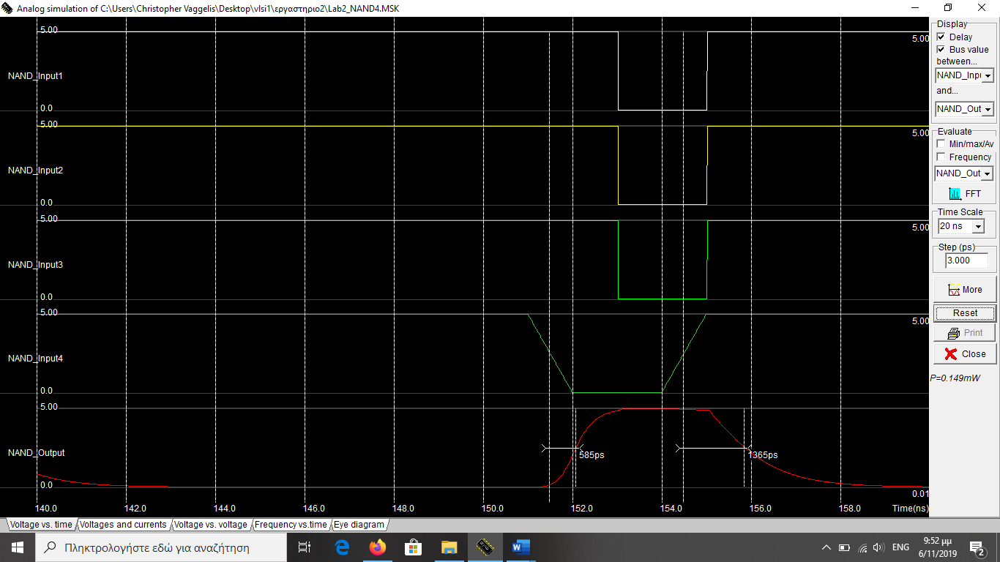 Analog simulation of C:\Users\Christopher Vaggelis\Desktop\vlsi1\εργαστηριο2\Lab2_NAND4.MSK
5.00
5.00
NAND_Input1
0.0
5.00
5.00
NAND_Input2
0.0
5.00
5.00
NAND_Input3
0.0
5.00
5.00
NAND_Input4
0.0
5.00
NAND_Output
585ps
1365ps
0.0
0.01
140.0 142.0 144.0 146.0 148.0 150.0 152.0 154.0 156.0 158.0 Time(ns)
Voltage vs. time Voltages and currents Voltage vs. voltage Frequency vs.time Eye diagram
Display
Delay
Bus value
between...
NAND_Inpu
and...
NAND_Out
Evaluate
Min/max/Av
Frequency
NAND_Out
FFT
Time Scale
20 ns
Step (ps)
3.000
More
Reset
Print
Close
P=0.149mW
Πληκτρολογήστε εδώ για αναζήτηση
ENG
9:52 μμ
6/11/2019
2